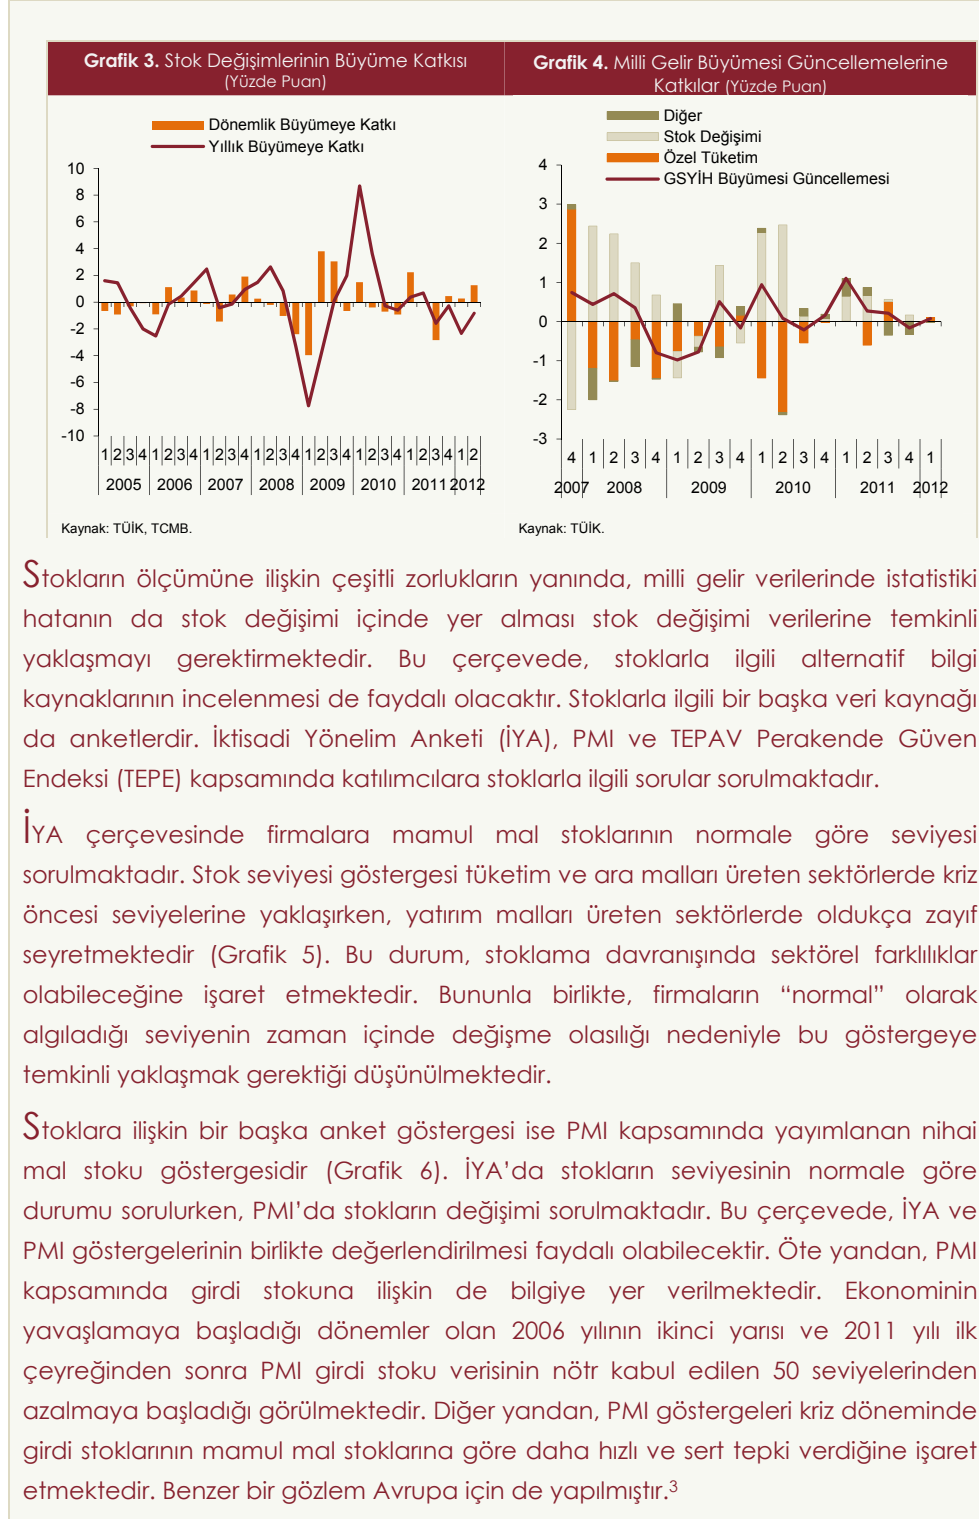 Grafik 3. Stok Değişimlerinin Büyüme Katkısı
(Yüzde Puan)
Dönemlik Büyümeye Katkı
Yıllık Büyümeye Katkı
10
8
6
4
2
0
-2
-4
-6
-8
-10
1 2 3 4 1 2 3 4 1 2 3 4 1 2 3 4 1 2 3 4 1 2 3 4 1 2 3 4 1 2
2005 2006 2007 2008 2009 2010 2011 2012
Kaynak: TÜİK, TCMB.
Grafik 4. Milli Gelir Büyümesi Güncellemelerine
Katkılar (Yüzde Puan)
Diğer
Stok Değişimi
Özel Tüketim
GSYİH Büyümesi Güncellemesi
4
3
2
1
0
-1
-2
-3
4 1 2 3 4 1 2 3 4 1 2 3 4 1 2 3 4 1
2007 2008 2009 2010 2011 2012
Kaynak: TÜİK.
Stokların ölçümüne ilişkin çeşitli zorlukların yanında, milli gelir verilerinde istatistiki
hatanın da stok değişimi içinde yer alması stok değişimi verilerine temkinli
yaklaşmayı gerektirmektedir. Bu çerçevede, stoklarla ilgili alternatif bilgi
kaynaklarının incelenmesi de faydalı olacaktır. Stoklarla ilgili bir başka veri kaynağı
da anketlerdir. İktisadi Yönelim Anketi (İYA), PMI ve TEPAV Perakende Güven
Endeksi (TEPE) kapsamında katılımcılara stoklarla ilgili sorular sorulmaktadır.
İYA çerçevesinde firmalara mamul mal stoklarının normale göre seviyesi
sorulmaktadır. Stok seviyesi göstergesi tüketim ve ara malları üreten sektörlerde kriz
öncesi seviyelerine yaklaşırken, yatırım malları üreten sektörlerde oldukça zayıf
seyretmektedir (Grafik 5). Bu durum, stoklama davranışında sektörel farklılıklar
olabileceğine işaret etmektedir. Bununla birlikte, firmaların “normal” olarak
algıladığı seviyenin zaman içinde değişme olasılığı nedeniyle bu göstergeye
temkinli yaklaşmak gerektiği düşünülmektedir.
Stoklara ilişkin bir başka anket göstergesi ise PMI kapsamında yayımlanan nihai
mal stoku göstergesidir (Grafik 6). İYA’da stokların seviyesinin normale göre
durumu sorulurken, PMI’da stokların değişimi sorulmaktadır. Bu çerçevede, İYA ve
PMI göstergelerinin birlikte değerlendirilmesi faydalı olabilecektir. Öte yandan, PMI
kapsamında girdi stokuna ilişkin de bilgiye yer verilmektedir. Ekonominin
yavaşlamaya başladığı dönemler olan 2006 yılının ikinci yarısı ve 2011 yılı ilk
çeyreğinden sonra PMI girdi stoku verisinin nötr kabul edilen 50 seviyelerinden
azalmaya başladığı görülmektedir. Diğer yandan, PMI göstergeleri kriz döneminde
girdi stoklarının mamul mal stoklarına göre daha hızlı ve sert tepki verdiğine işaret
etmektedir. Benzer bir gözlem Avrupa için de yapılmıştır.3